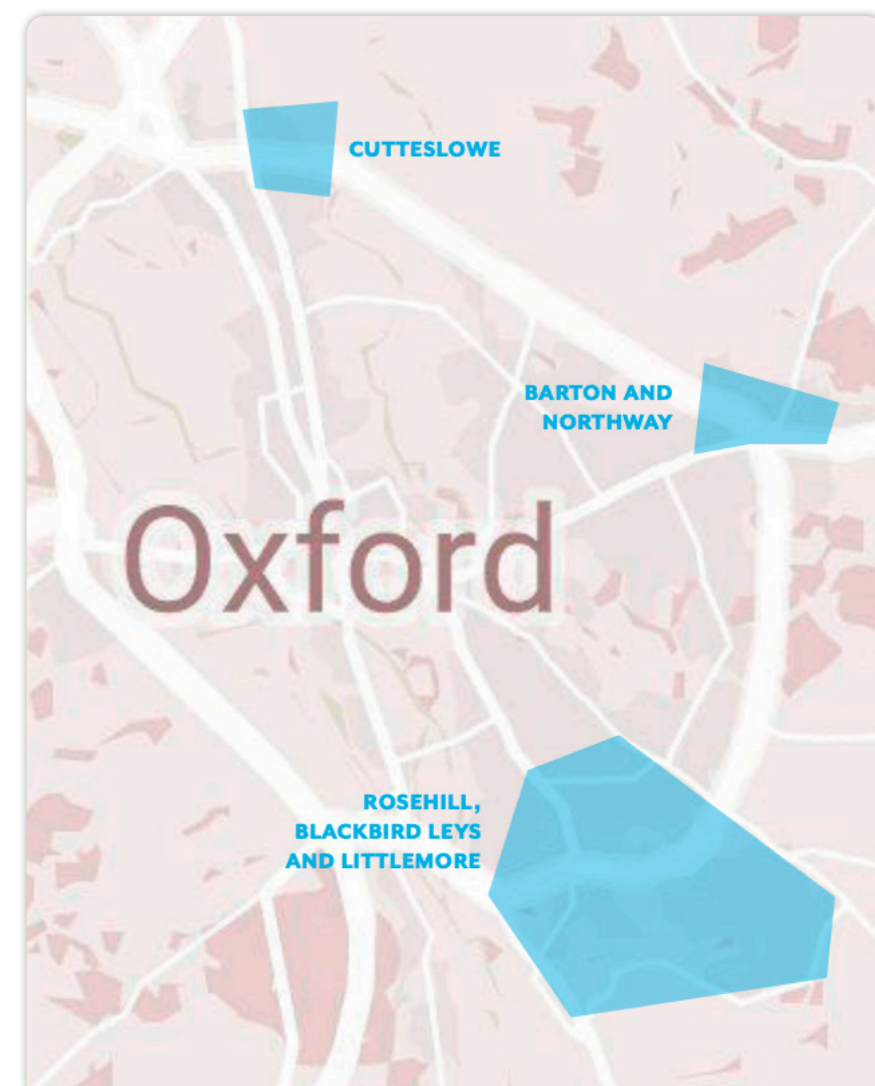 CUTTESLOWE
BARTON AND
NORTHWAY
Oxford
ROSEHILL,
BLACKBIRD LEYS
AND LITTLEMORE